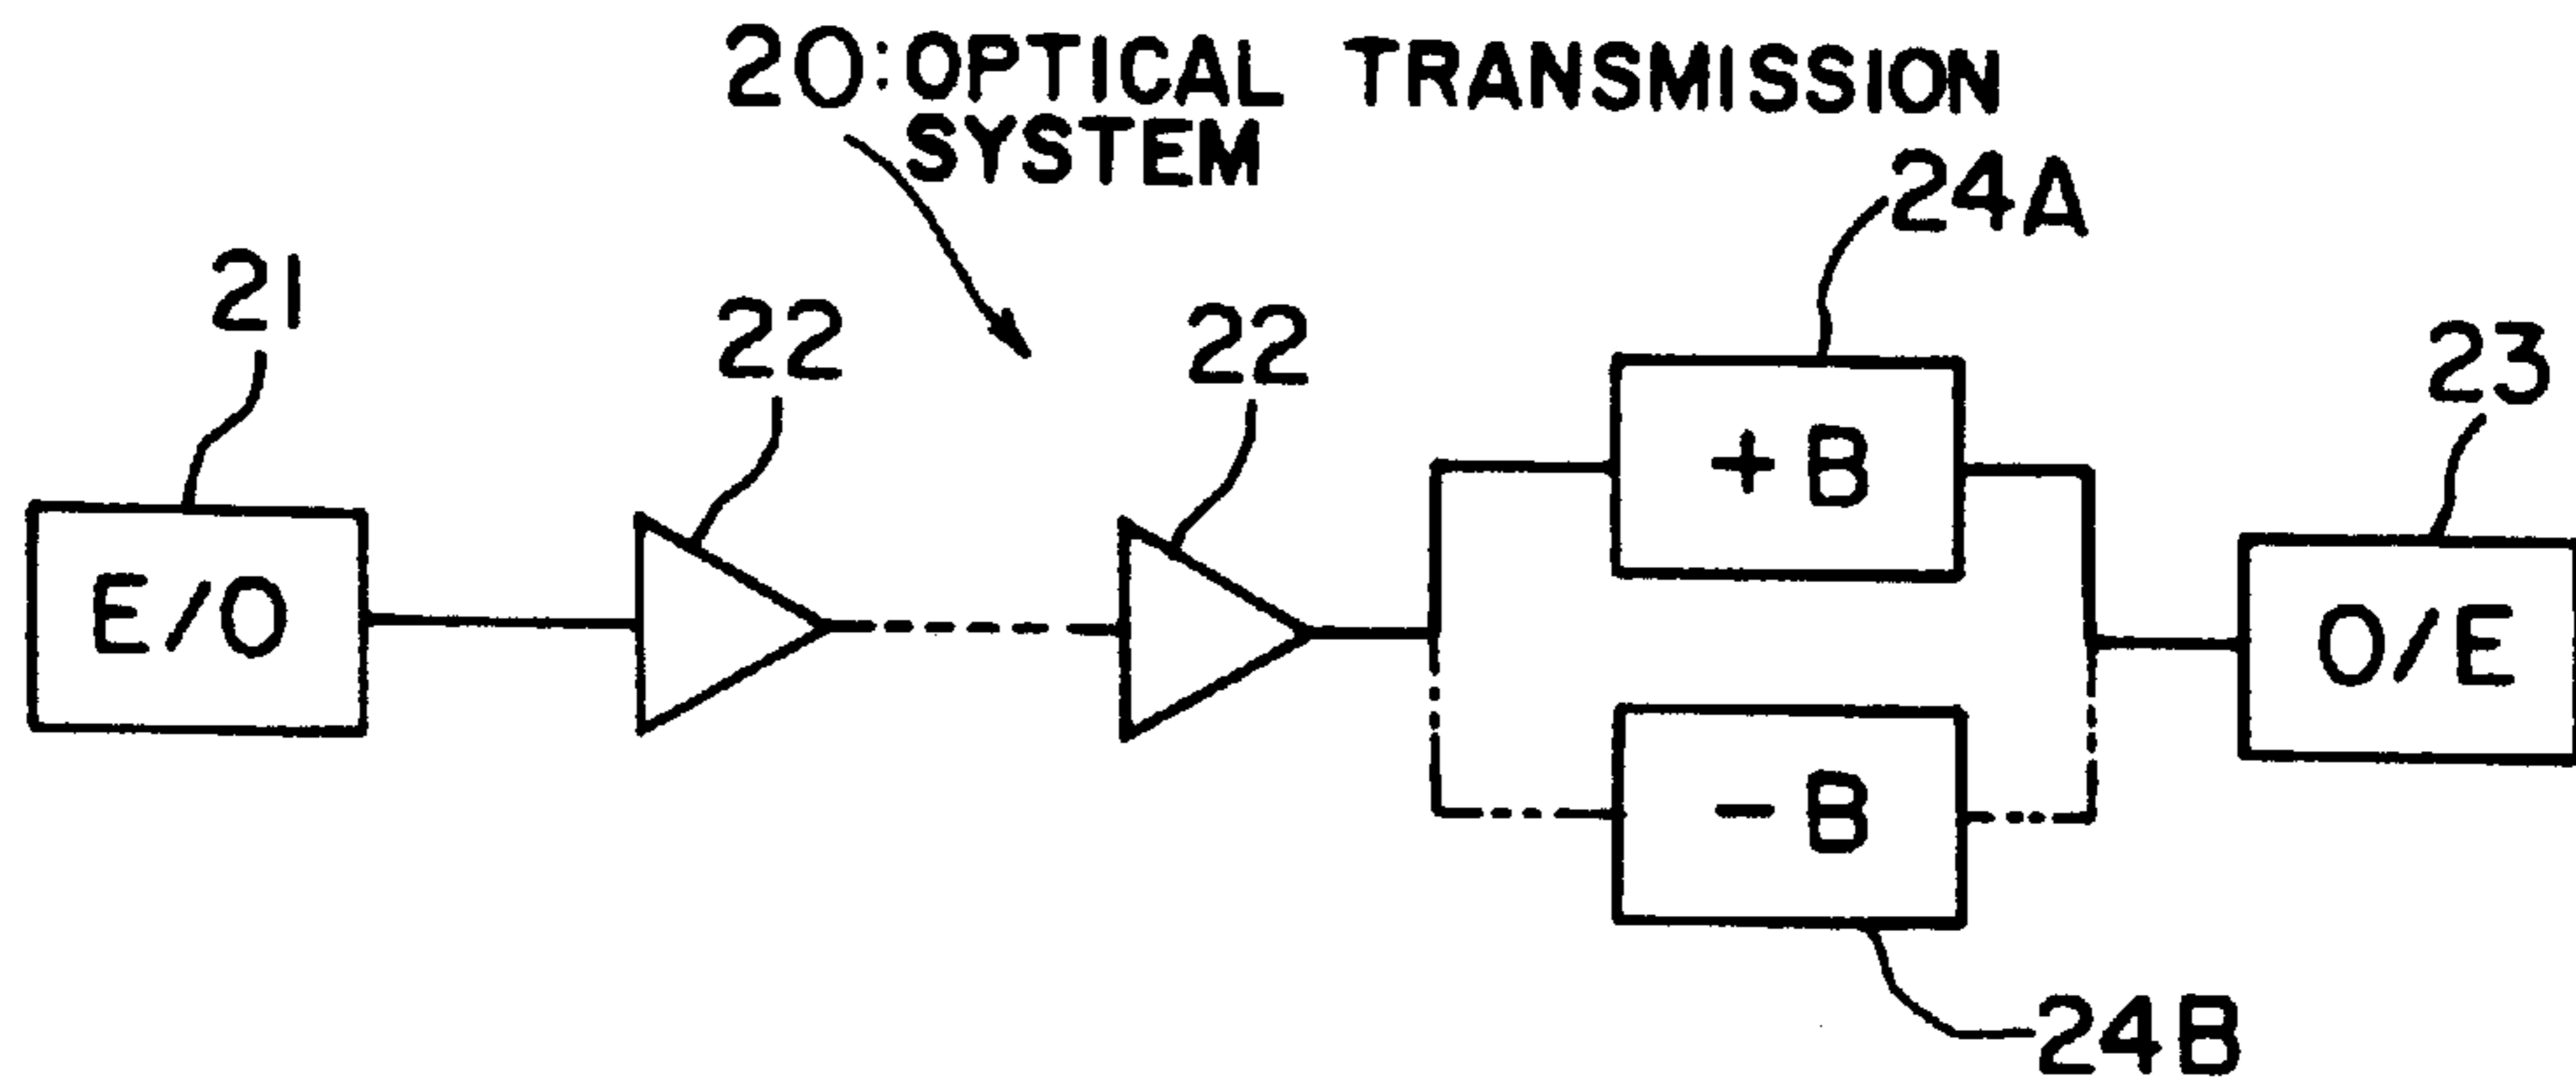 20: OPTICAL TRANSMISSION
SYSTEM
24A
21
22
22
23
+B
E/O
O/E
-B
24B